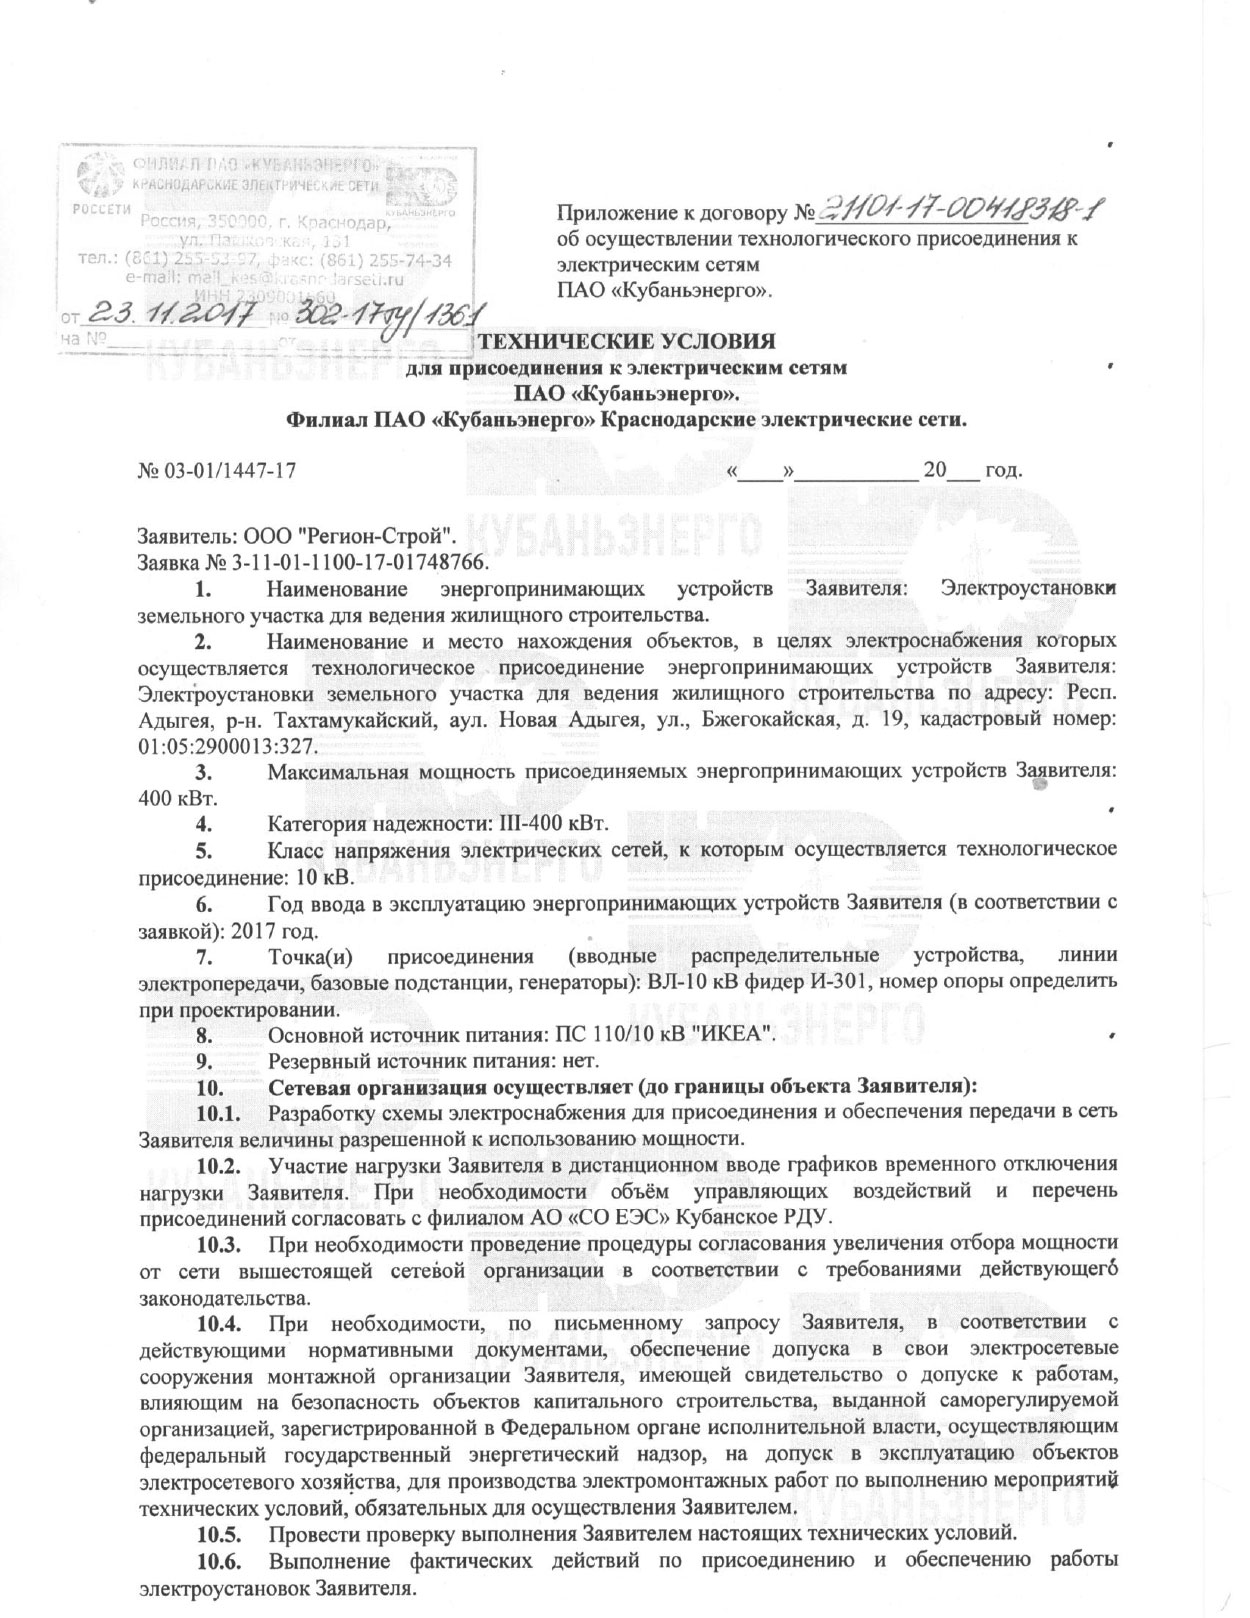 ФИЛИАЛ ПАО «КУБАНЬЭНЕРГО»
КРАСНОДАРСКИЕ ЭЛЕКТРИЧЕСКИЕ СЕТИ
РОССЕТИ
КУБАНЬЭНЕРГО
Россия, 350000, г. Краснодар,
ул. 131
тел.: (861) факс: (861) 255-74-34
e-mail:
ИНН
от 23.11.2017 № 302-17ту/1361
на № от
Приложение к договору № 21101-17-00418318-1
об осуществлении технологического присоединения к
электрическим сетям
ПАО «Кубаньэнерго».
ТЕХНИЧЕСКИЕ УСЛОВИЯ
для присоединения к электрическим сетям
ПАО «Кубаньэнерго».
Филиал ПАО «Кубаньэнерго» Краснодарские электрические сети.
№ 03-01/1447-17 «____»___________ 20___ год.
Заявитель: ООО "Регион-Строй".
Заявка № 3-11-01-1100-17-01748766.
1. Наименование энергопринимающих устройств Заявителя: Электроустановки
земельного участка для ведения жилищного строительства.
2. Наименование и место нахождения объектов, в целях электроснабжения которых
осуществляется технологическое присоединение энергопринимающих устройств Заявителя:
Электроустановки земельного участка для ведения жилищного строительства по адресу: Респ.
Адыгея, р-н. Тахтамукайский, аул. Новая Адыгея, ул., Бжегокайская, д. 19, кадастровый номер:
01:05:2900013:327.
3. Максимальная мощность присоединяемых энергопринимающих устройств Заявителя:
400 кВт.
4. Категория надежности: III-400 кВт.
5. Класс напряжения электрических сетей, к которым осуществляется технологическое
присоединение: 10 кВ.
6. Год ввода в эксплуатацию энергопринимающих устройств Заявителя (в соответствии с
заявкой): 2017 год.
7. Точка(и) присоединения (вводные распределительные устройства, линии
электропередачи, базовые подстанции, генераторы): ВЛ-10 кВ фидер И-301, номер опоры определить
при проектировании.
8. Основной источник питания: ПС 110/10 кВ "ИКЕА".
9. Резервный источник питания: нет.
10. Сетевая организация осуществляет (до границы объекта Заявителя):
10.1. Разработку схемы электроснабжения для присоединения и обеспечения передачи в сеть
Заявителя величины разрешенной к использованию мощности.
10.2. Участие нагрузки Заявителя в дистанционном вводе графиков временного отключения
нагрузки Заявителя. При необходимости объём управляющих воздействий и перечень
присоединений согласовать с филиалом АО «СО ЕЭС» Кубанское РДУ.
10.3. При необходимости проведение процедуры согласования увеличения отбора мощности
от сети вышестоящей сетевой организации в соответствии с требованиями действующего
законодательства.
10.4. При необходимости, по письменному запросу Заявителя, в соответствии с
действующими нормативными документами, обеспечение допуска в свои электросетевые
сооружения монтажной организации Заявителя, имеющей свидетельство о допуске к работам,
влияющим на безопасность объектов капитального строительства, выданной саморегулируемой
организацией, зарегистрированной в Федеральном органе исполнительной власти, осуществляющим
федеральный государственный энергетический надзор, на допуск в эксплуатацию объектов
электросетевого хозяйства, для производства электромонтажных работ по выполнению мероприятий
технических условий, обязательных для осуществления Заявителем.
10.5. Провести проверку выполнения Заявителем настоящих технических условий.
10.6. Выполнение фактических действий по присоединению и обеспечению работы
электроустановок Заявителя.